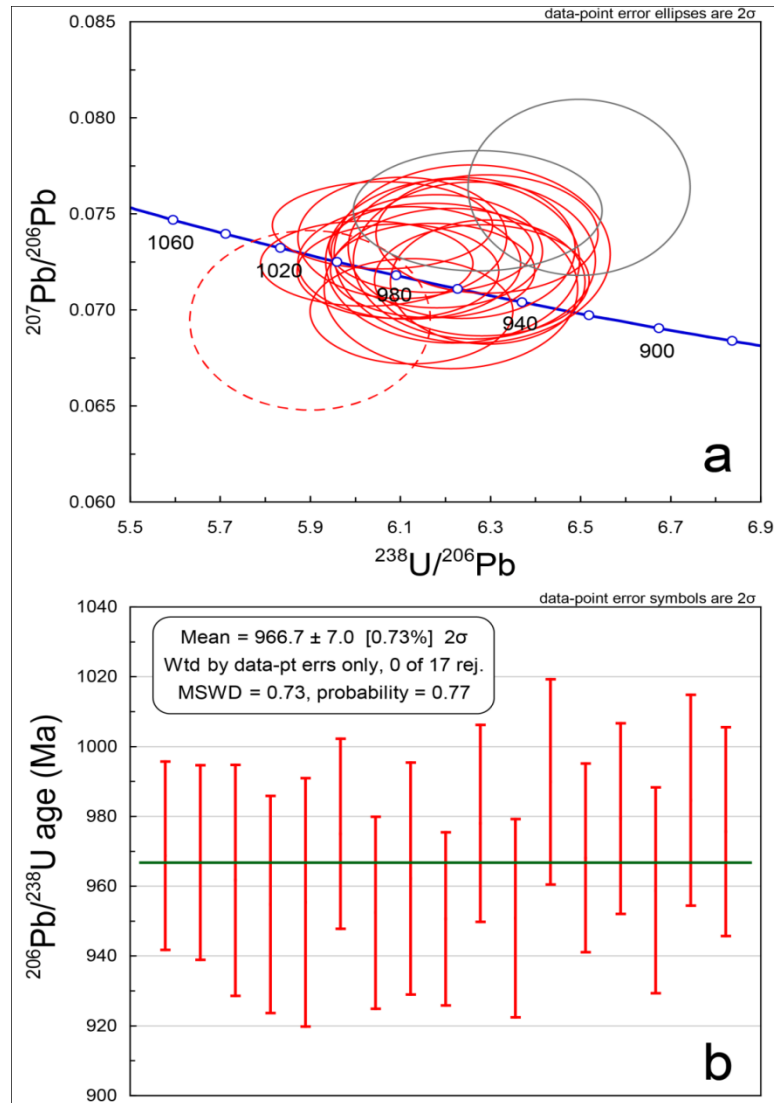 data-point error ellipses are 2σ
0.085
0.080
0.075
0.070
0.065
0.060
²⁰⁷Pb/²⁰⁶Pb
1060
1020
980
940
900
a
5.5 5.7 5.9 6.1 6.3 6.5 6.7 6.9
²³⁸U/²⁰⁶Pb
data-point error symbols are 2σ
1040
1020
1000
980
960
940
920
900
²⁰⁶Pb/²³⁸U age (Ma)
Mean = 966.7 ± 7.0 [0.73%] 2σ
Wtd by data-pt errs only, 0 of 17 rej.
MSWD = 0.73, probability = 0.77
b